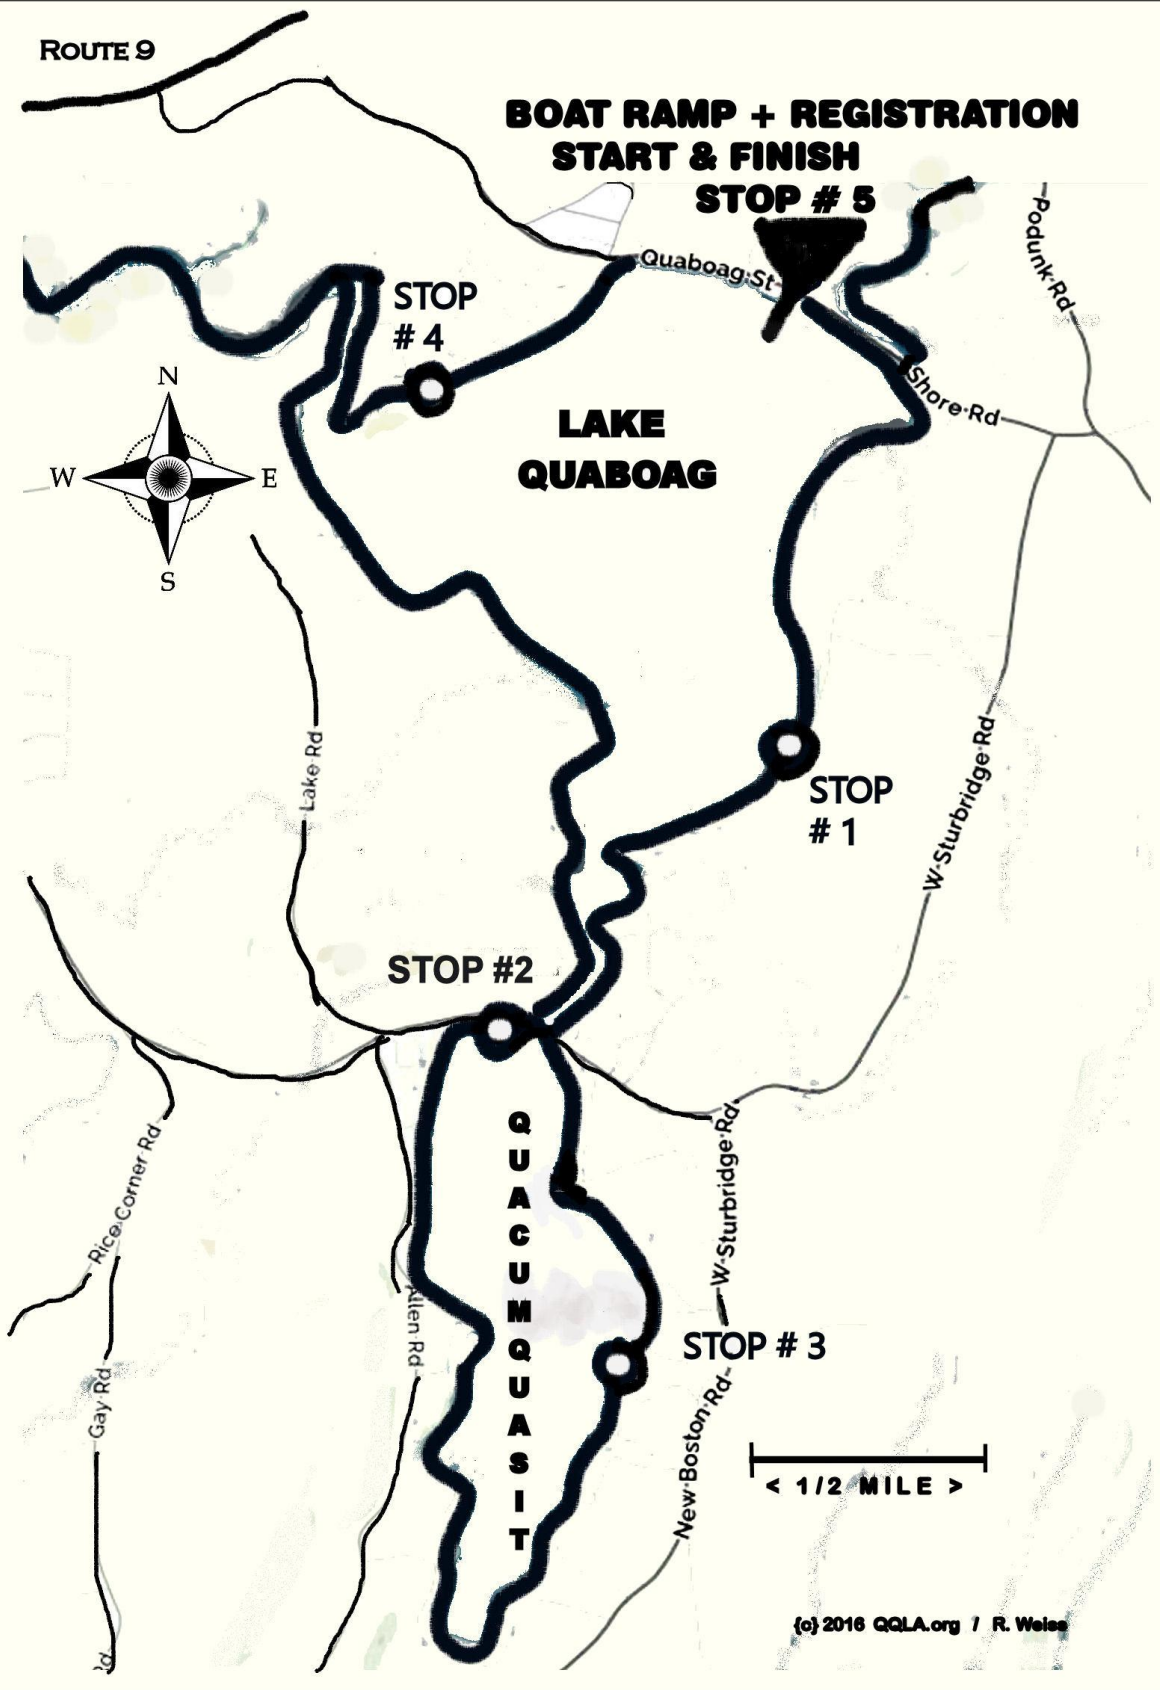 ROUTE 9
BOAT RAMP + REGISTRATION
START & FINISH
STOP # 5
Podunk Rd
Quaboag St
STOP
# 4
Shore Rd
LAKE
QUABOAG
N
W
E
S
Lake Rd
W Sturbridge Rd
STOP
# 1
STOP #2
QUACUMQUASIT
W Sturbridge Rd
Rice Corner Rd
Allen Rd
STOP # 3
Gay Rd
New Boston Rd
< 1/2 MILE >
{c} 2016 QQLA.org / R. Weiss
Rd